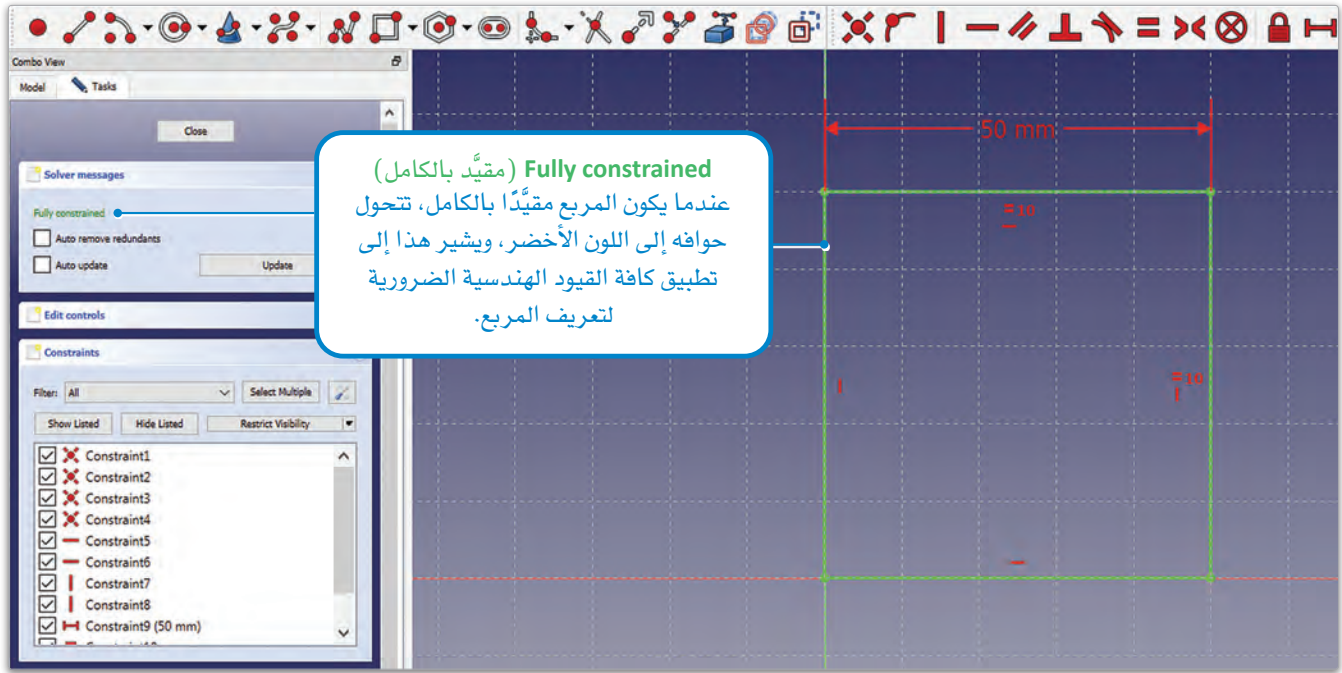 Combo View
Model
Tasks
Close
Solver messages
Fully constrained
Auto remove redundants
Auto update
Update
Edit controls
Constraints
Filter: All
Select Multiple
Show Listed
Hide Listed
Restrict Visibility
Constraint1
Constraint2
Constraint3
Constraint4
Constraint5
Constraint6
Constraint7
Constraint8
Constraint9 (50 mm)
Fully constrained (مقيَّد بالكامل)
عندما يكون المربع مقيَّدًا بالكامل، تتحول
حوافه إلى اللون الأخضر، ويشير هذا إلى
تطبيق كافة القيود الهندسية الضرورية
لتعريف المربع.
50 mm
=10
=10